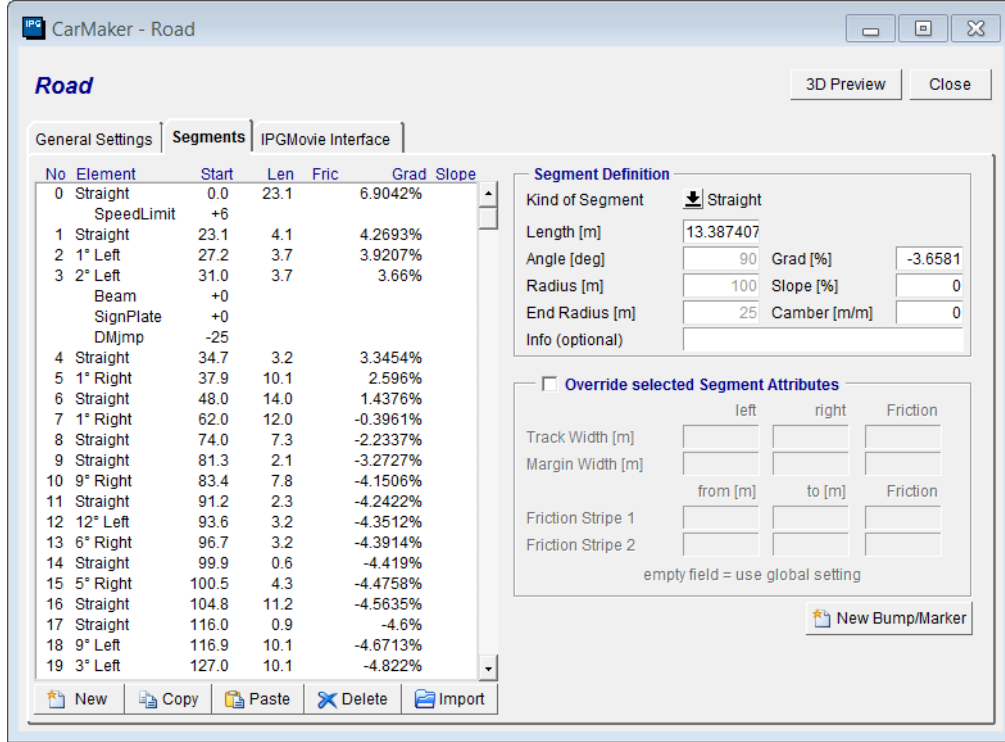 IPG CarMaker - Road
Road
3D Preview Close
General Settings Segments IPGMovie Interface
No Element Start Len Fric Grad Slope
0 Straight 0.0 23.1 6.9042%
SpeedLimit +6
1 Straight 23.1 4.1 4.2693%
2 1° Left 27.2 3.7 3.9207%
3 2° Left 31.0 3.7 3.66%
Beam +0
SignPlate +0
DMjmp -25
4 Straight 34.7 3.2 3.3454%
5 1° Right 37.9 10.1 2.596%
6 Straight 48.0 14.0 1.4376%
7 1° Right 62.0 12.0 -0.3961%
8 Straight 74.0 7.3 -2.2337%
9 Straight 81.3 2.1 -3.2727%
10 9° Right 83.4 7.8 -4.1506%
11 Straight 91.2 2.3 -4.2422%
12 12° Left 93.6 3.2 -4.3512%
13 6° Right 96.7 3.2 -4.3914%
14 Straight 99.9 0.6 -4.419%
15 5° Right 100.5 4.3 -4.4758%
16 Straight 104.8 11.2 -4.5635%
17 Straight 116.0 0.9 -4.6%
18 9° Left 116.9 10.1 -4.6713%
19 3° Left 127.0 10.1 -4.822%
New Copy Paste Delete Import
Segment Definition
Kind of Segment Straight
Length [m] 13.387407
Angle [deg] 90 Grad [%] -3.6581
Radius [m] 100 Slope [%] 0
End Radius [m] 25 Camber [m/m] 0
Info (optional)
Override selected Segment Attributes
left right Friction
Track Width [m]
Margin Width [m]
from [m] to [m] Friction
Friction Stripe 1
Friction Stripe 2
empty field = use global setting
New Bump/Marker